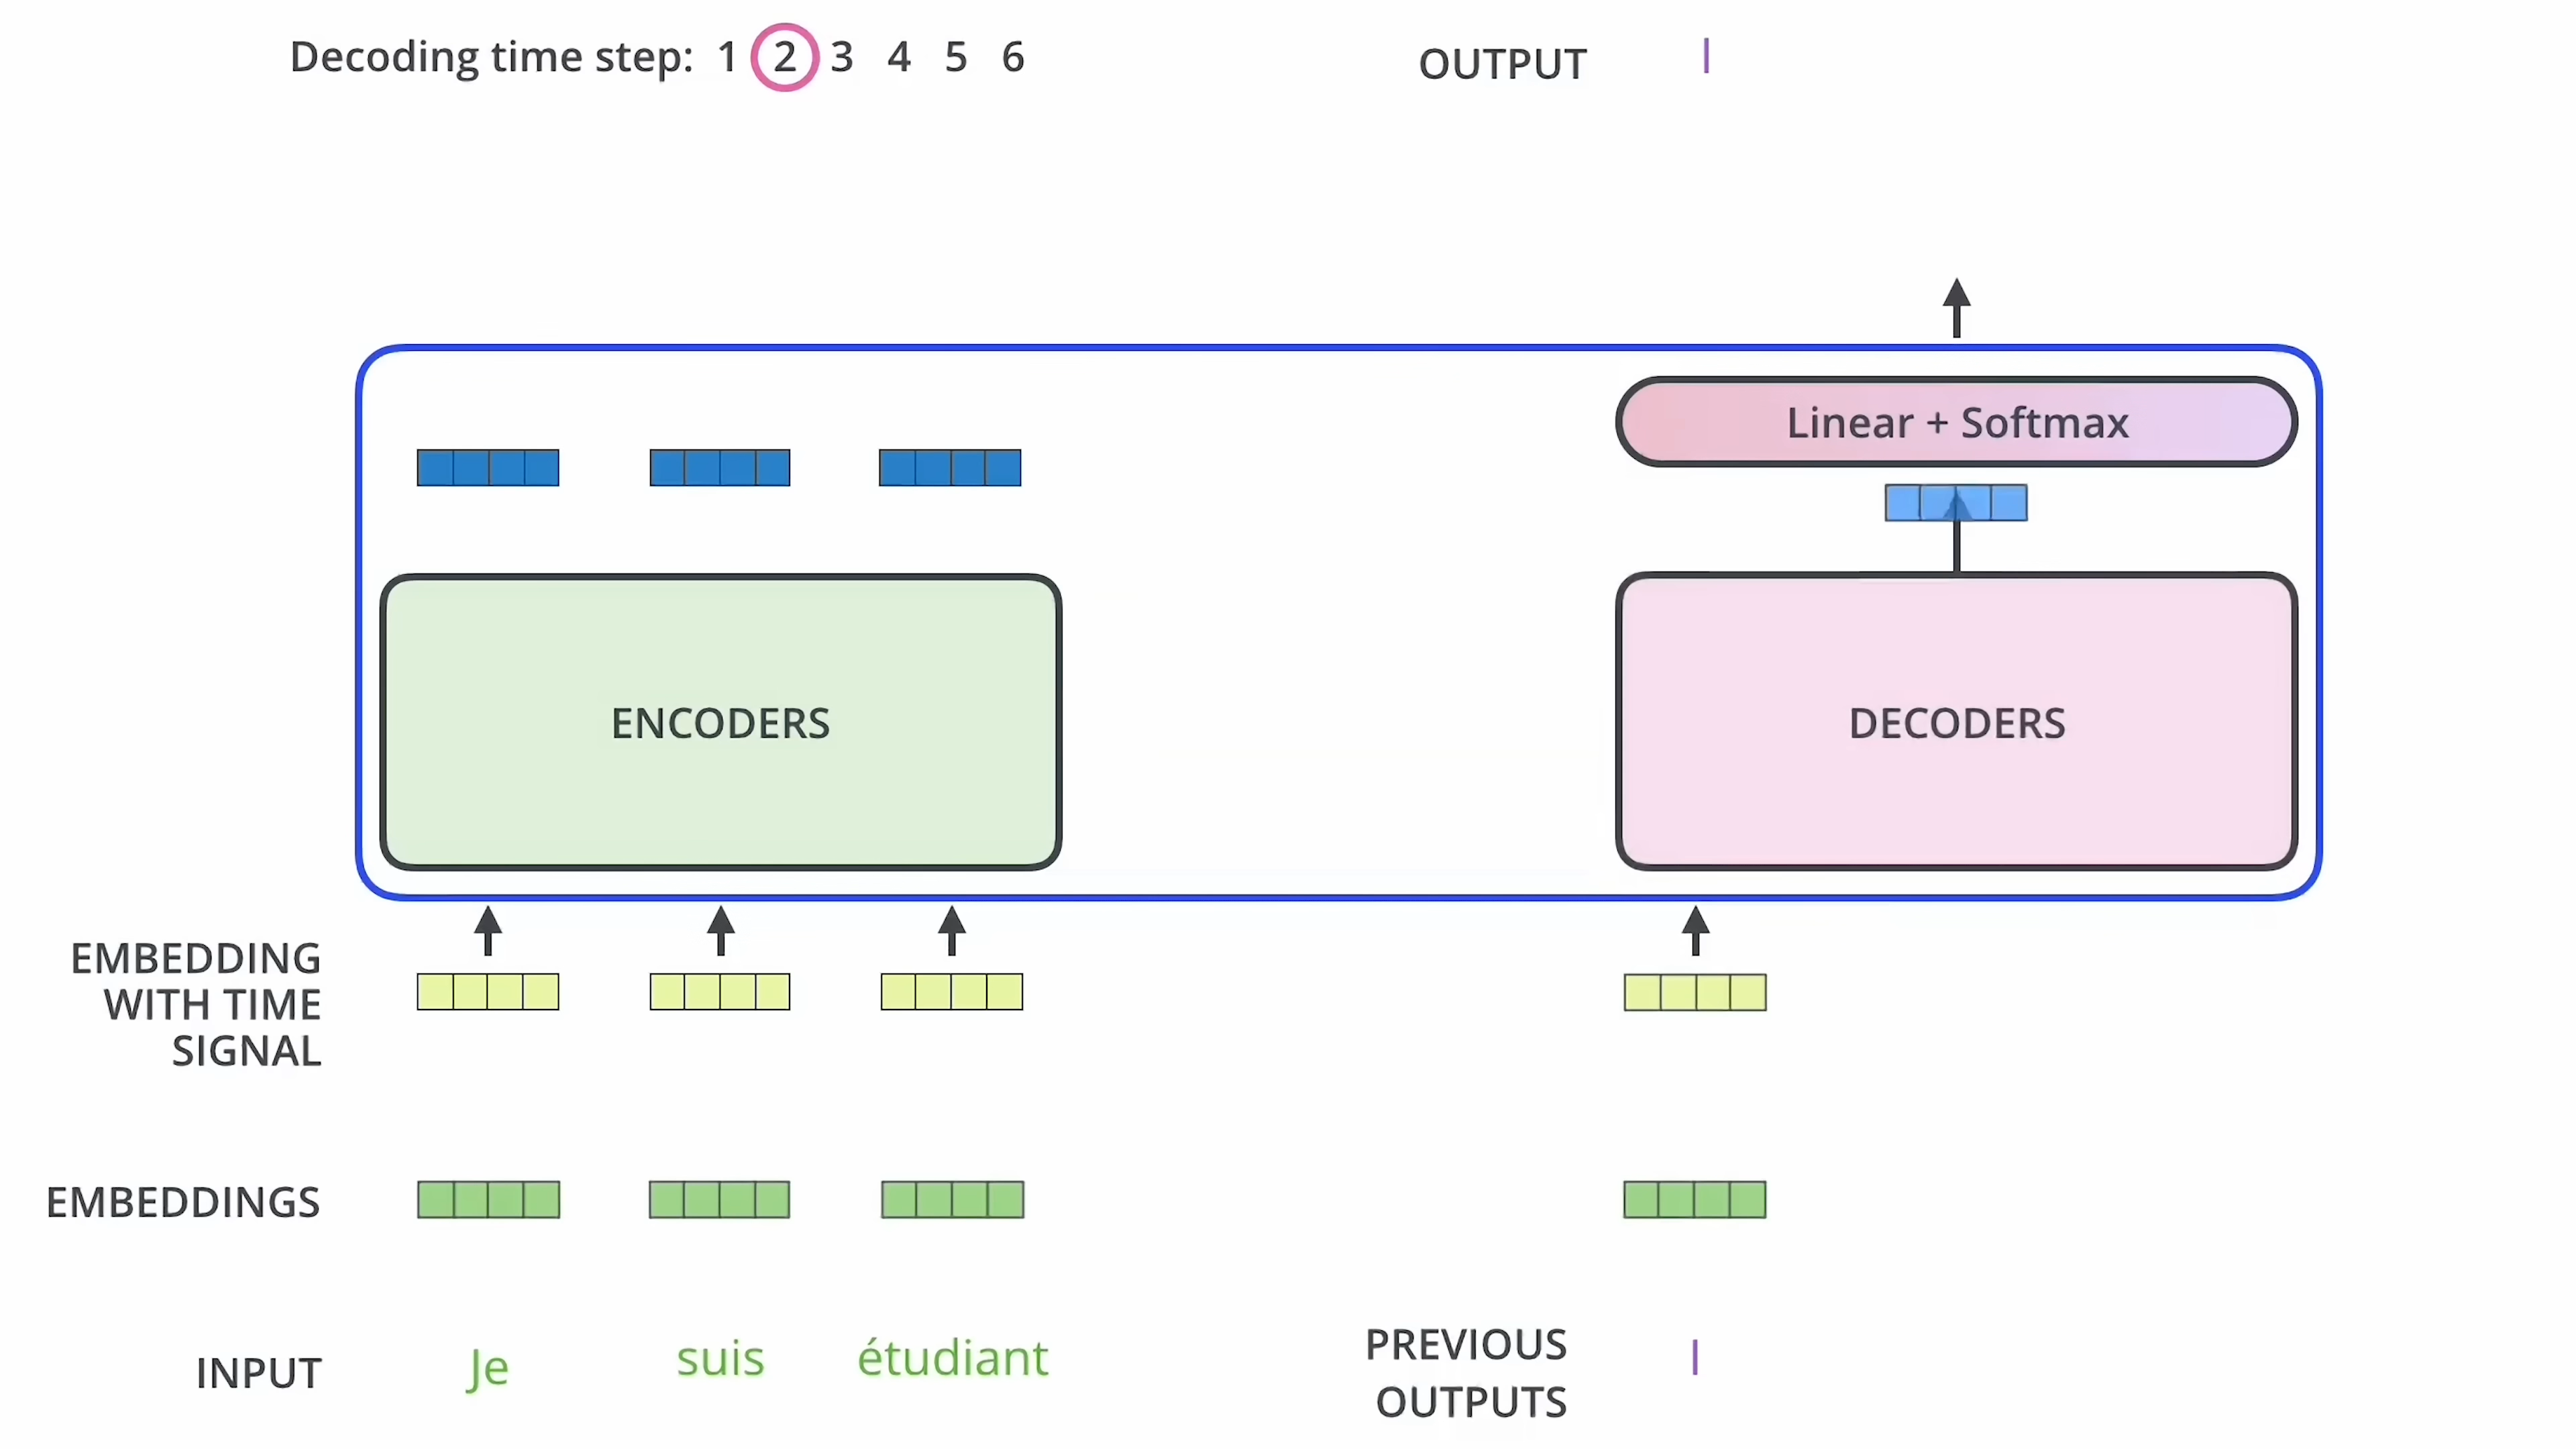 Decoding time step: 1 2 3 4 5 6
OUTPUT I
Linear + Softmax
ENCODERS
DECODERS
EMBEDDING
WITH TIME
SIGNAL
EMBEDDINGS
INPUT Je suis étudiant
PREVIOUS
OUTPUTS
I